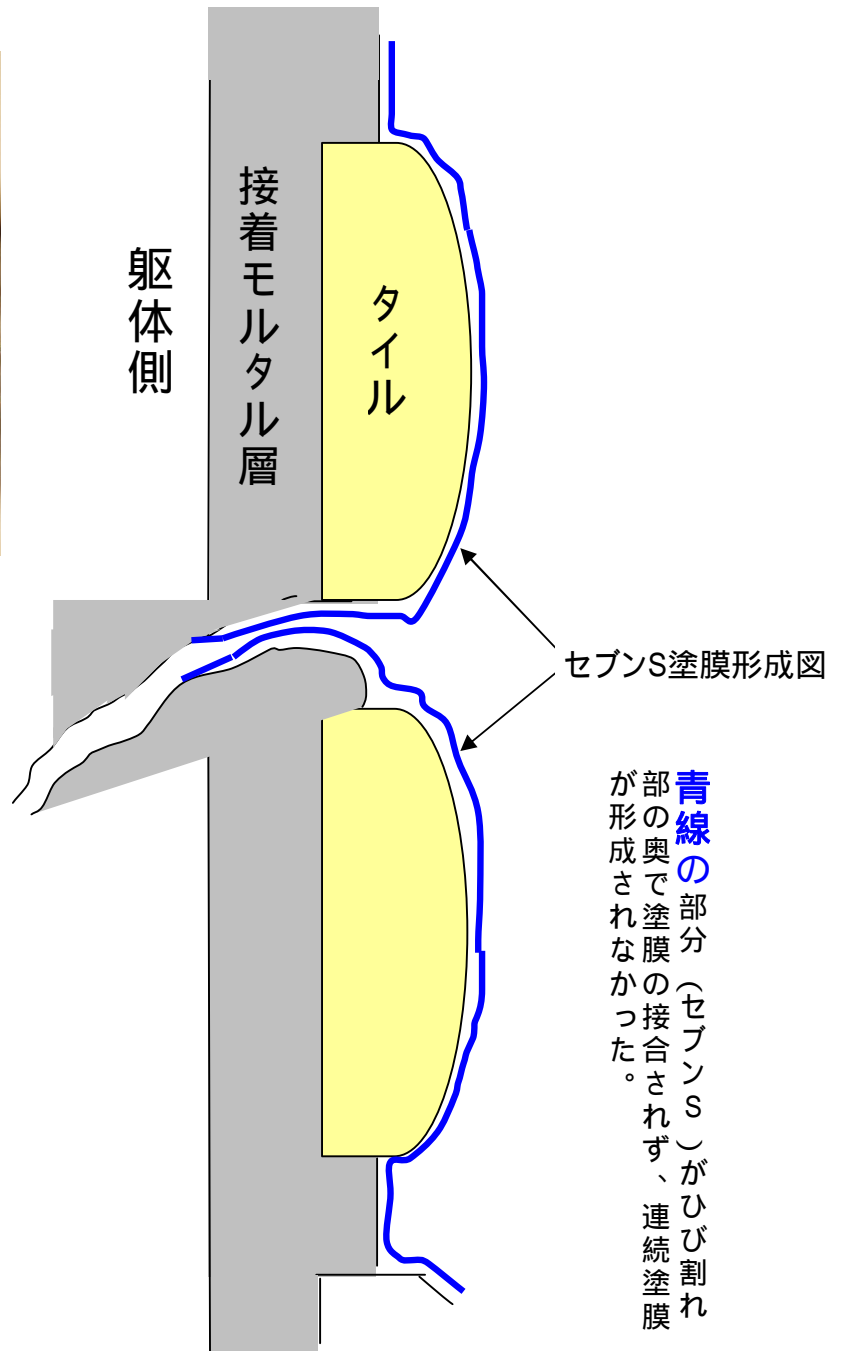 躯体側
接着モルタル層
タイル
セブンS塗膜形成図
青線の部分（セブンS）がひび割れ
部の奥で塗膜の接合されず、連続塗膜
が形成されなかった。